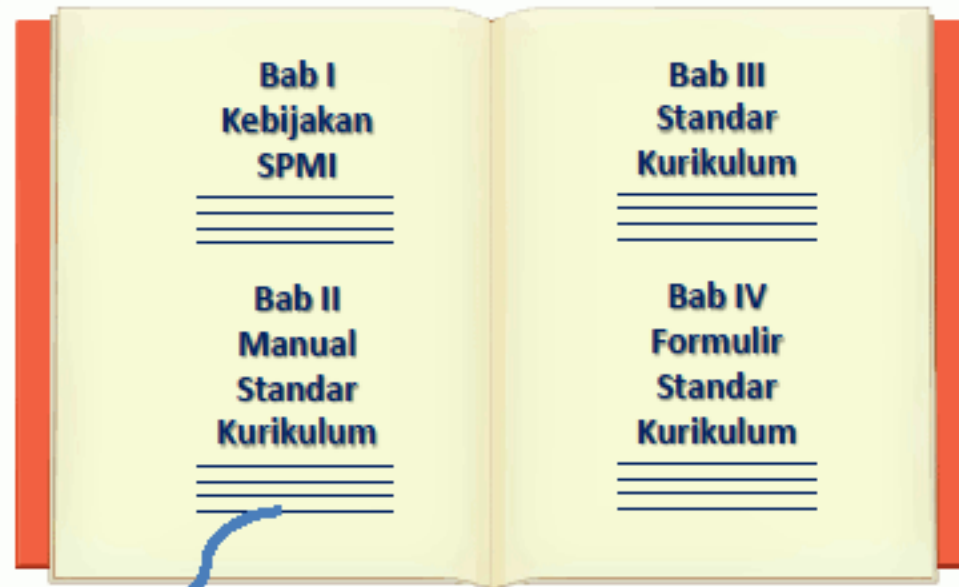 Bab I
Kebijakan
SPMI
Bab II
Manual
Standar
Kurikulum
Bab III
Standar
Kurikulum
Bab IV
Formulir
Standar
Kurikulum